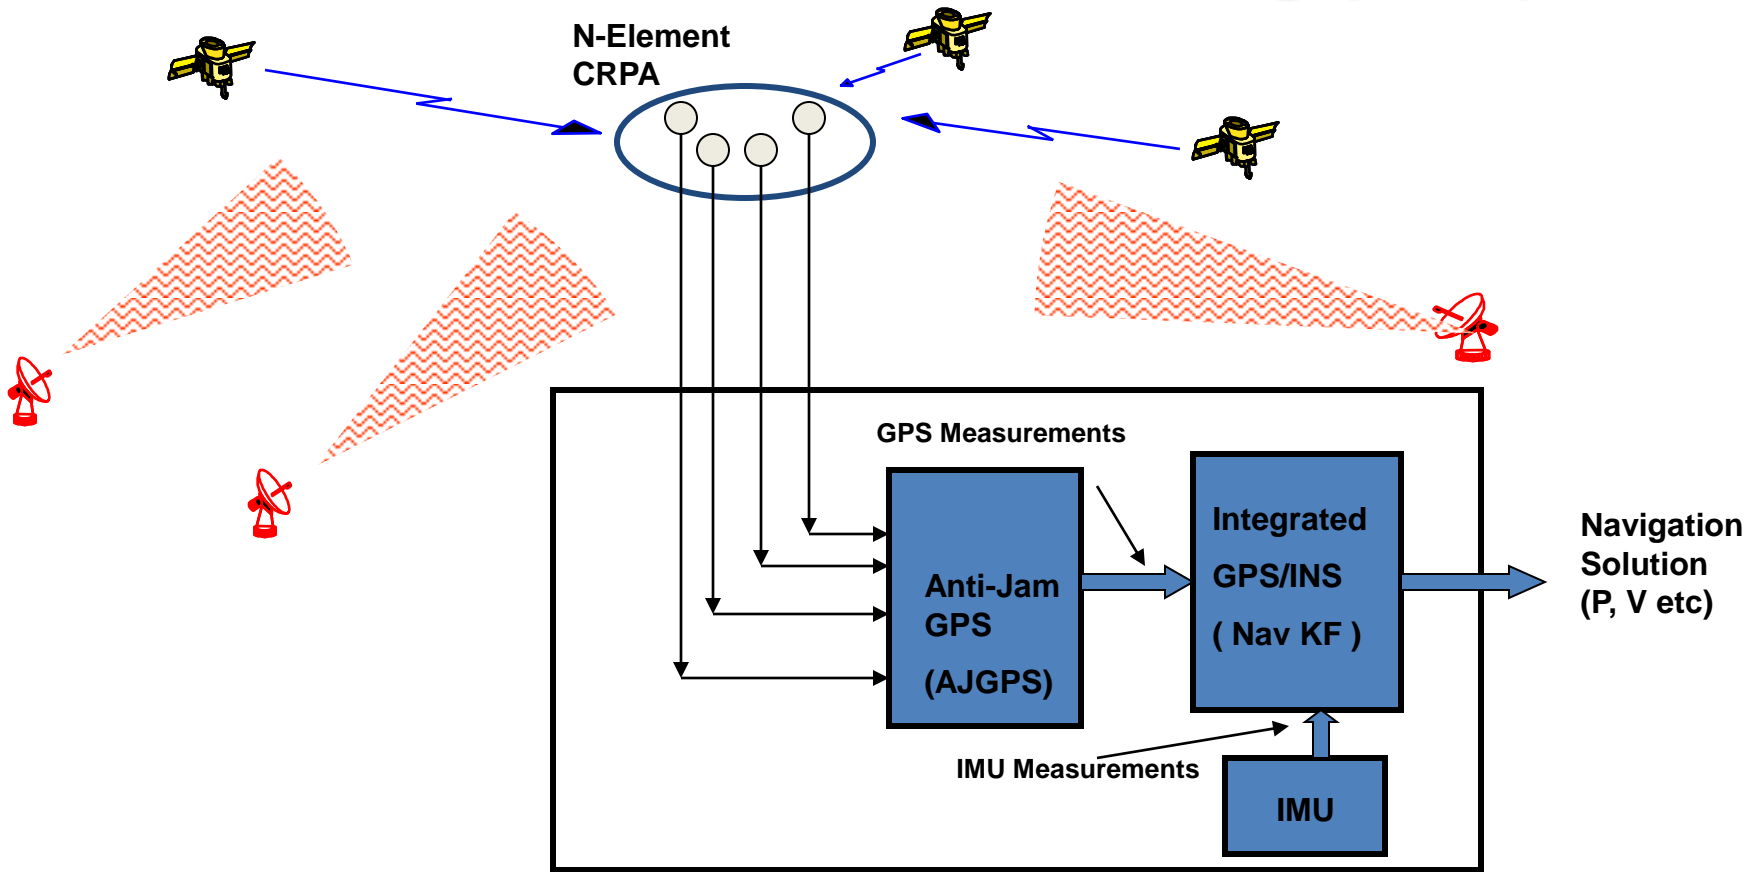 N-Element
CRPA
GPS Measurements
Anti-Jam
GPS
(AJGPS)
Integrated
GPS/INS
( Nav KF )
Navigation
Solution
(P, V etc)
IMU Measurements
IMU